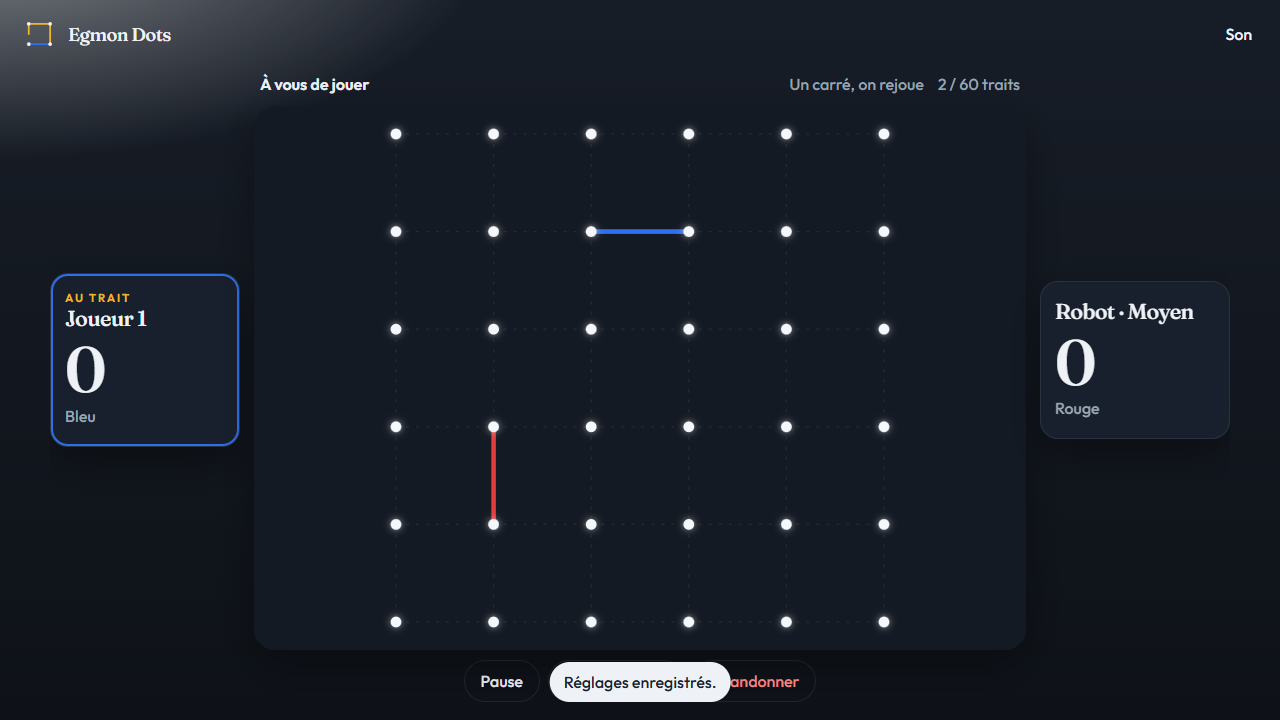 Egmon Dots
Son
À vous de jouer
Un carré, on rejoue 2 / 60 traits
AU TRAIT
Joueur 1
0
Bleu
Robot · Moyen
0
Rouge
Pause
Réglages enregistrés.
andonner